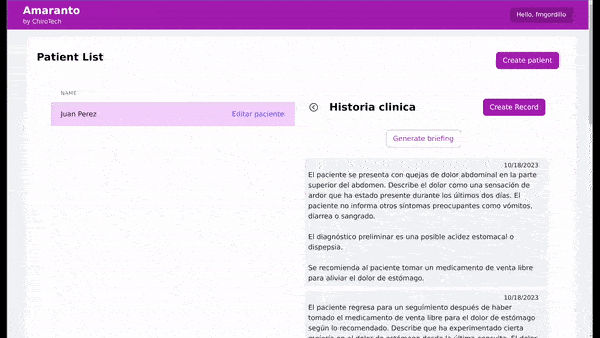 Amaranto
by ChiroTech
Hello, fmgordillo
Patient List
Create patient
NAME
Juan Perez
Editar paciente
Historia clinica
Create Record
Generate briefing
10/18/2023
El paciente se presenta con quejas de dolor abdominal en la parte
superior del abdomen. Describe el dolor como una sensación de
ardor que ha estado presente durante los últimos dos días. El
paciente no informa otros síntomas preocupantes como vómitos,
diarrea o sangrado.
El diagnóstico preliminar es una posible acidez estomacal o
dispepsia.
Se recomienda al paciente tomar un medicamento de venta libre
para aliviar el dolor de estómago.
10/18/2023
El paciente regresa para un seguimiento después de haber
tomado el medicamento de venta libre para el dolor de estómago
según lo recomendado. Describe que ha experimentado cierta